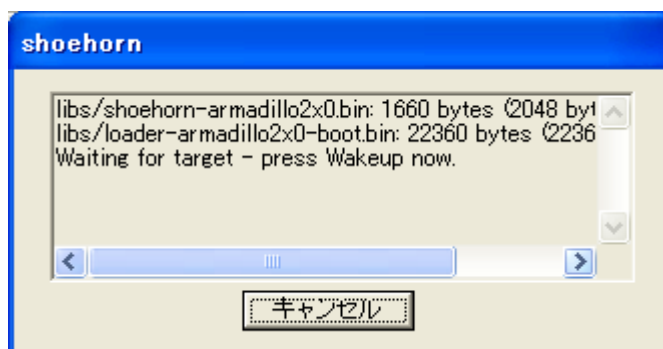 shoehorn
libs/shoehorn-armadillo2x0.bin: 1660 bytes (2048 byt
libs/loader-armadillo2x0-boot.bin: 22360 bytes (2236
Waiting for target - press Wakeup now.
キャンセル